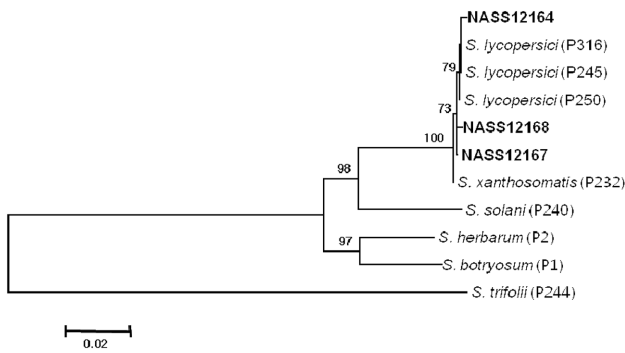 NASS12164
S. lycopersici (P316)
79
S. lycopersici (P245)
S. lycopersici (P250)
73
NASS12168
100
NASS12167
98
S. xanthosomatis (P232)
S. solani (P240)
97
S. herbarum (P2)
S. botryosum (P1)
S. trifolii (P244)
0.02